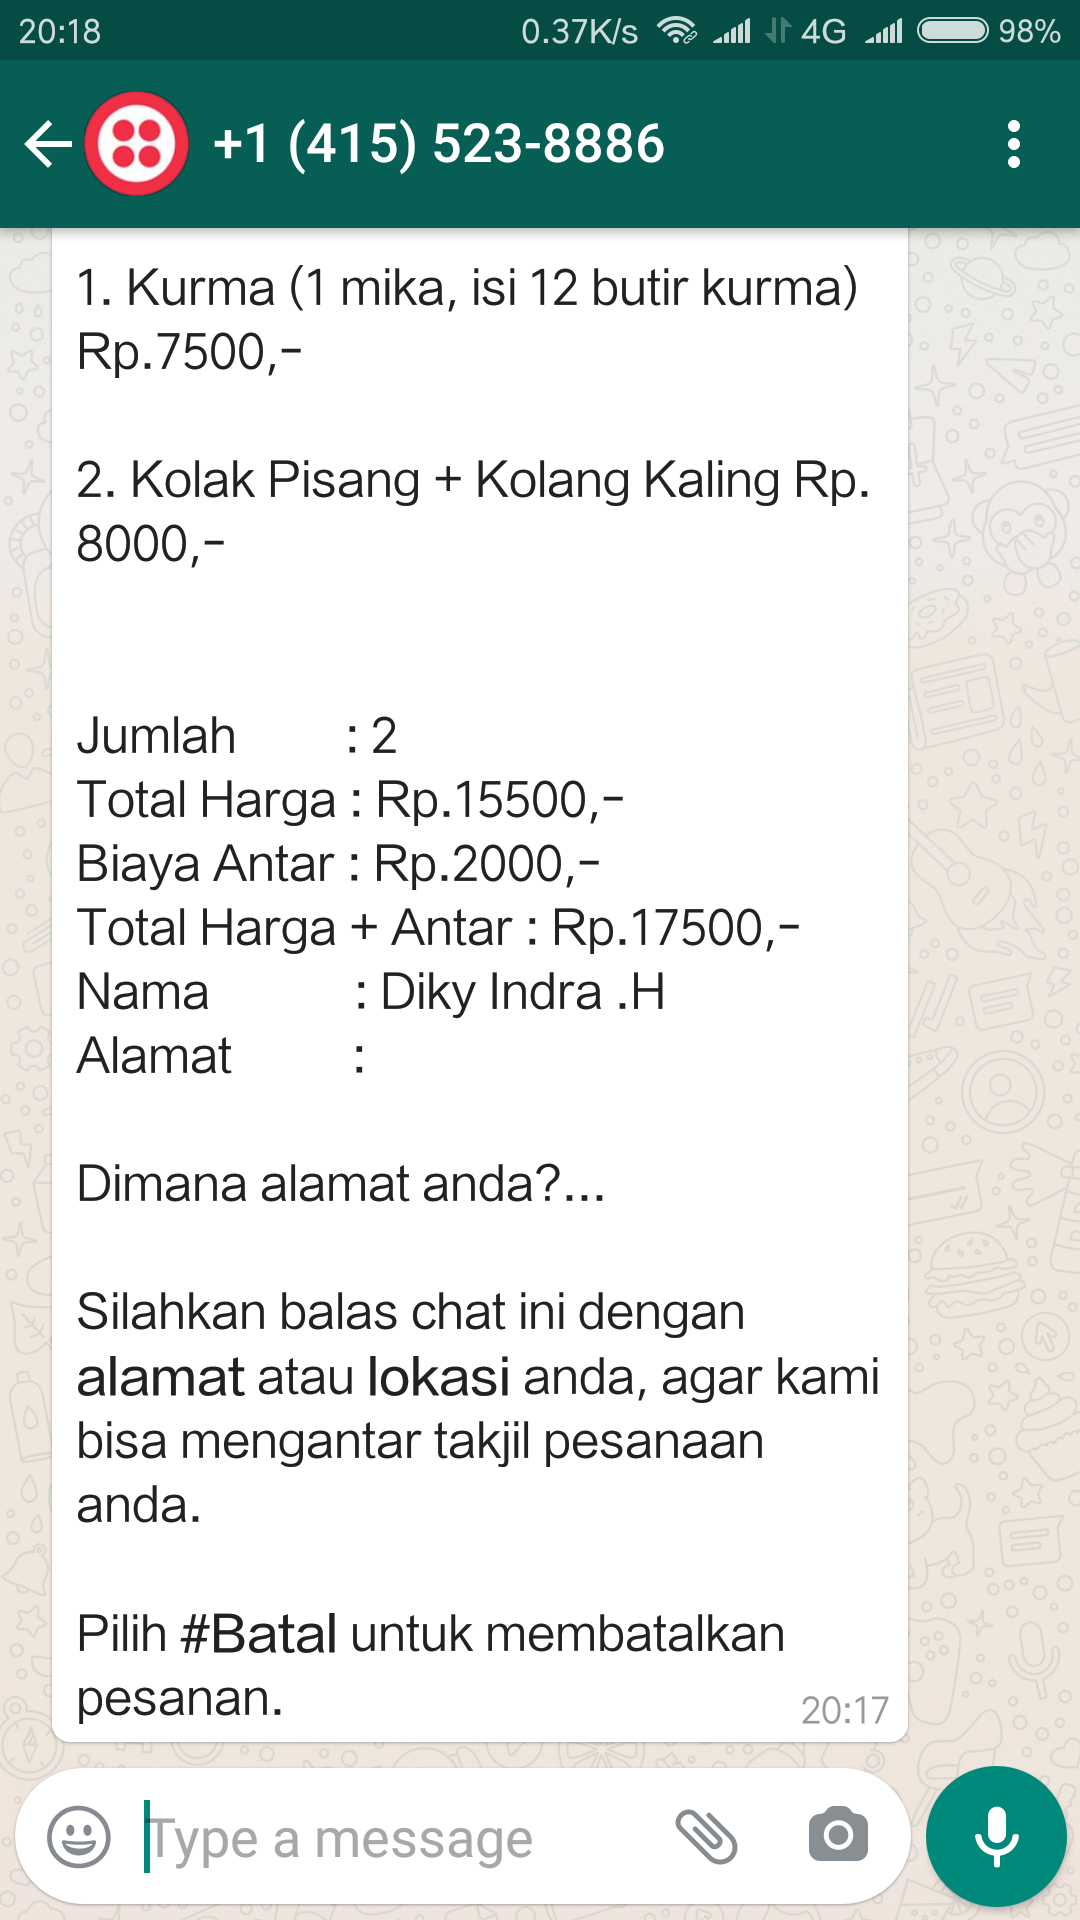 20:18 0.37K/s 4G 98%
+1 (415) 523-8886
1. Kurma (1 mika, isi 12 butir kurma)
Rp.7500,-
2. Kolak Pisang + Kolang Kaling Rp.
8000,-
Jumlah : 2
Total Harga : Rp.15500,-
Biaya Antar : Rp.2000,-
Total Harga + Antar : Rp.17500,-
Nama : Diky Indra .H
Alamat :
Dimana alamat anda?...
Silahkan balas chat ini dengan
alamat atau lokasi anda, agar kami
bisa mengantar takjil pesanaan
anda.
Pilih #Batal untuk membatalkan
pesanan.
20:17
Type a message